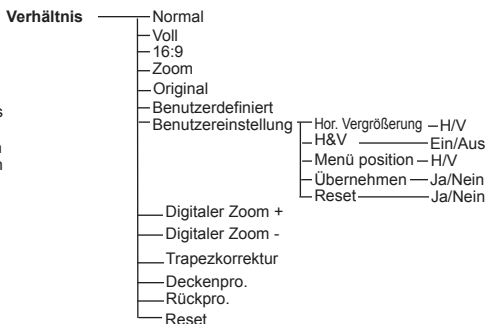 Verhältnis Normal
Voll
16:9
Zoom
Original
Benutzerdefiniert
Benutzereinstellung Hor. Vergrößerung H/V
H&V Ein/Aus
Menü position H/V
Übernehmen Ja/Nein
Reset Ja/Nein
Digitaler Zoom +
Digitaler Zoom -
Trapezkorrektur
Deckenpro.
Rückpro.
Reset